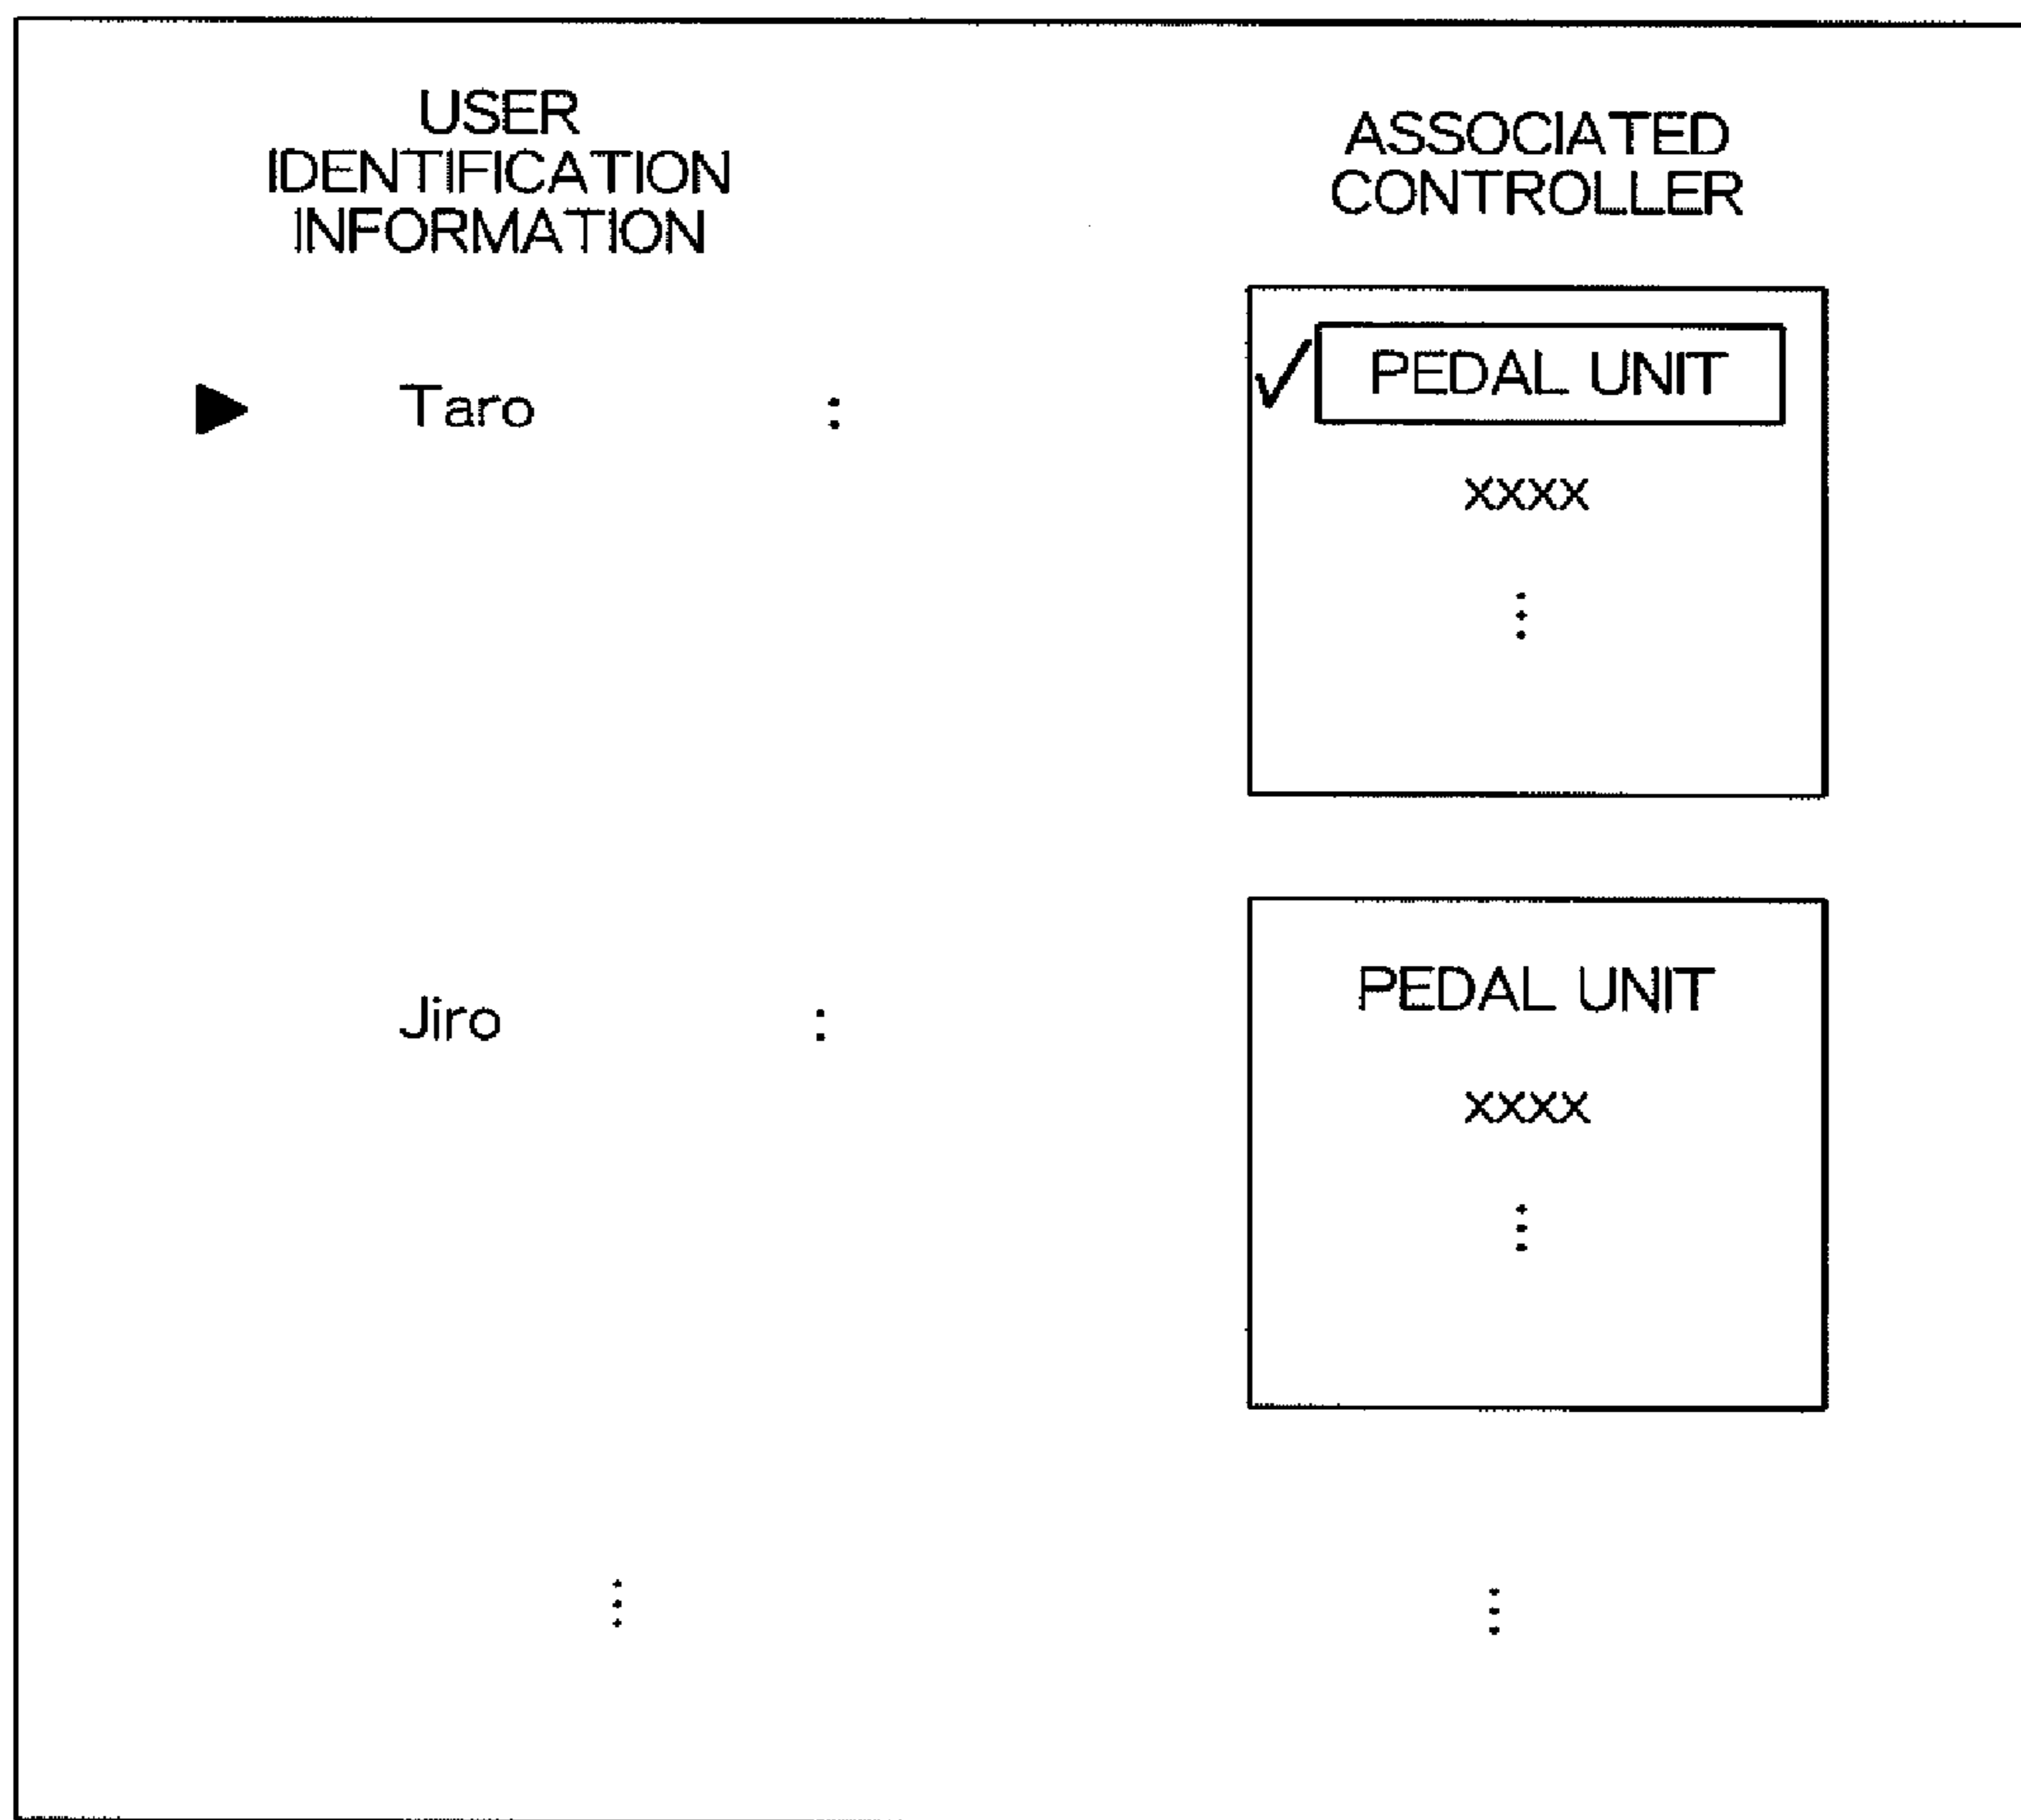 USER
IDENTIFICATION
INFORMATION
ASSOCIATED
CONTROLLER
Taro :
✓ PEDAL UNIT
xxxx
⋮
Jiro :
PEDAL UNIT
xxxx
⋮
⋮ ⋮